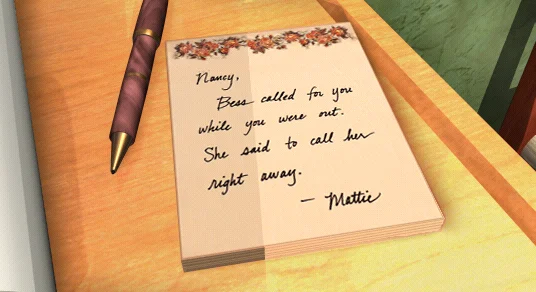 Nancy,
Bess called for you
while you were out.
She said to call her
right away.
— Mattie